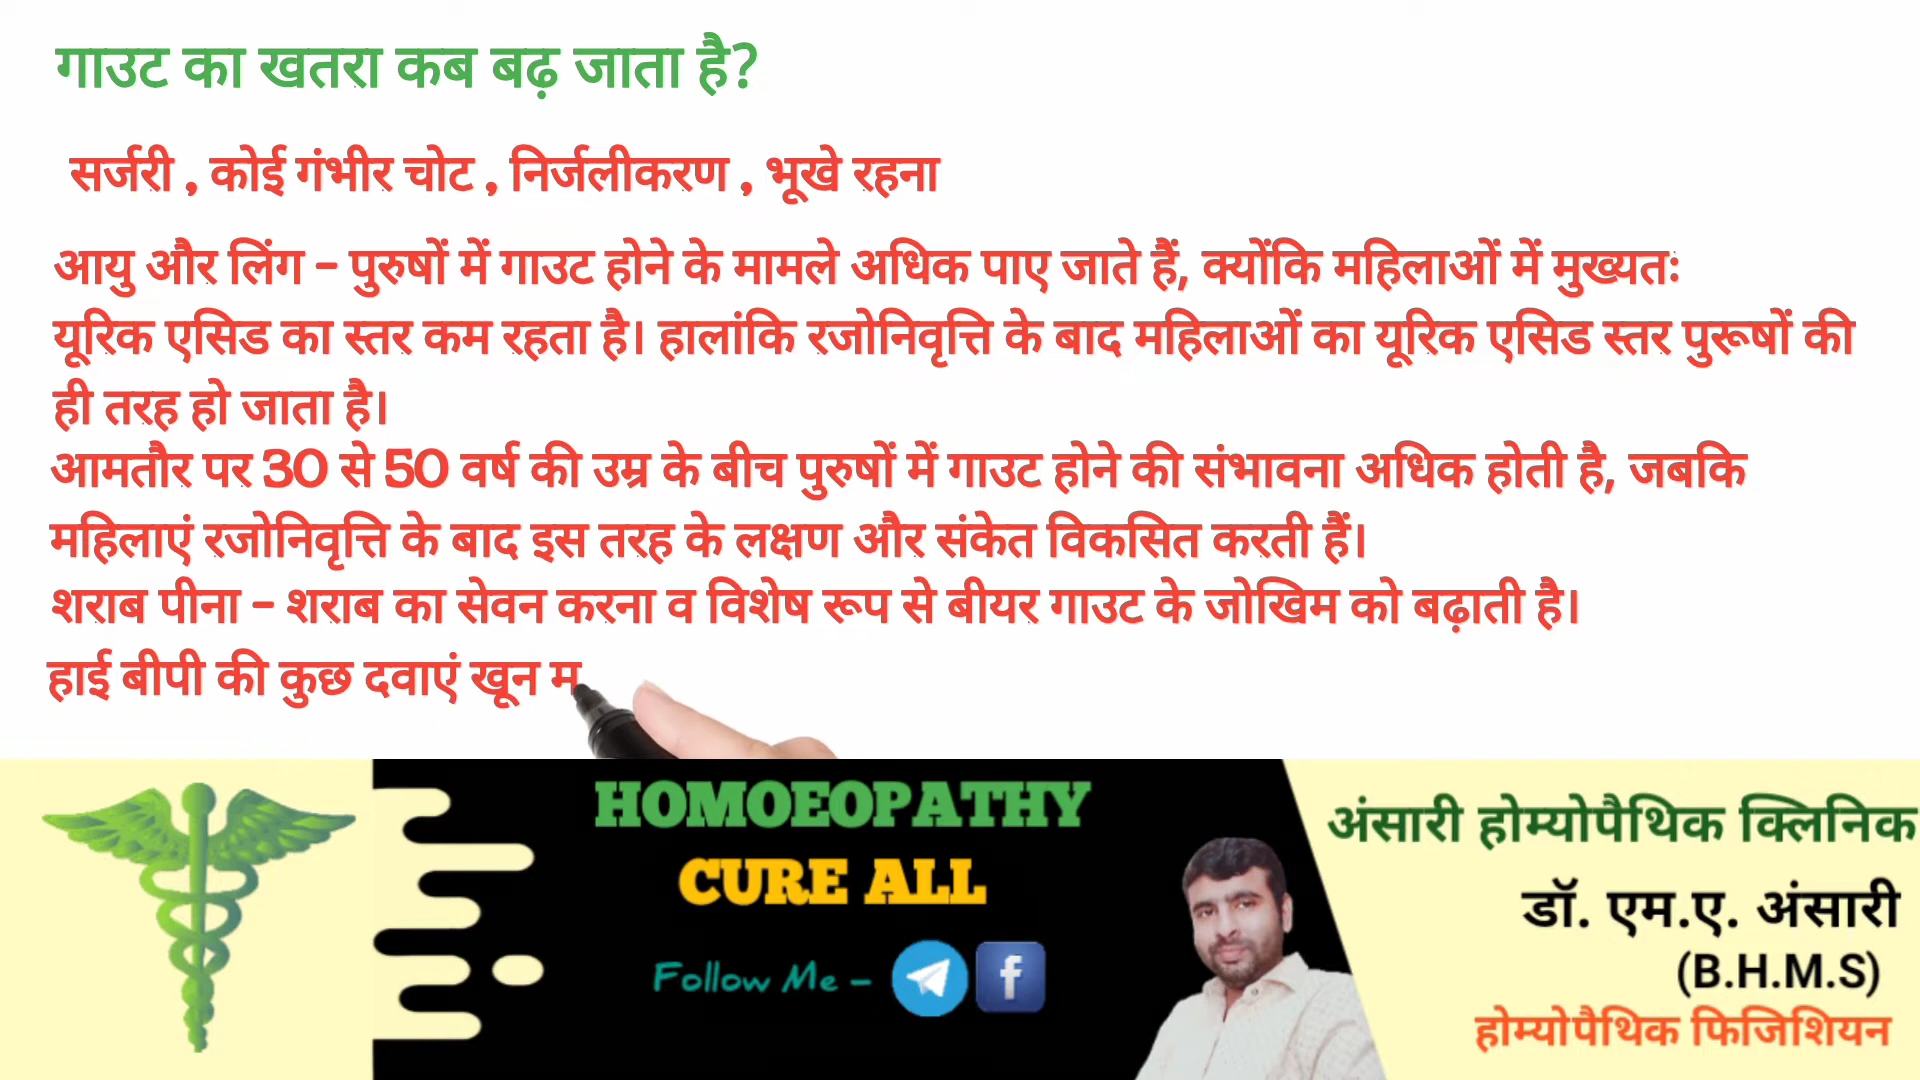 गाउट का खतरा कब बढ़ जाता है?
सर्जरी , कोई गंभीर चोट , निर्जलीकरण , भूखे रहना
आयु और लिंग - पुरुषों में गाउट होने के मामले अधिक पाए जाते हैं, क्योंकि महिलाओं में मुख्यतः
यूरिक एसिड का स्तर कम रहता है। हालांकि रजोनिवृत्ति के बाद महिलाओं का यूरिक एसिड स्तर पुरूषों की
ही तरह हो जाता है।
आमतौर पर 30 से 50 वर्ष की उम्र के बीच पुरुषों में गाउट होने की संभावना अधिक होती है, जबकि
महिलाएं रजोनिवृत्ति के बाद इस तरह के लक्षण और संकेत विकसित करती हैं।
शराब पीना - शराब का सेवन करना व विशेष रूप से बीयर गाउट के जोखिम को बढ़ाती है।
हाई बीपी की कुछ दवाएं खून म
HOMOEOPATHY
CURE ALL
Follow Me -
अंसारी होम्योपैथिक क्लिनिक
डॉ. एम.ए. अंसारी
(B.H.M.S)
होम्योपैथिक फिजिशियन